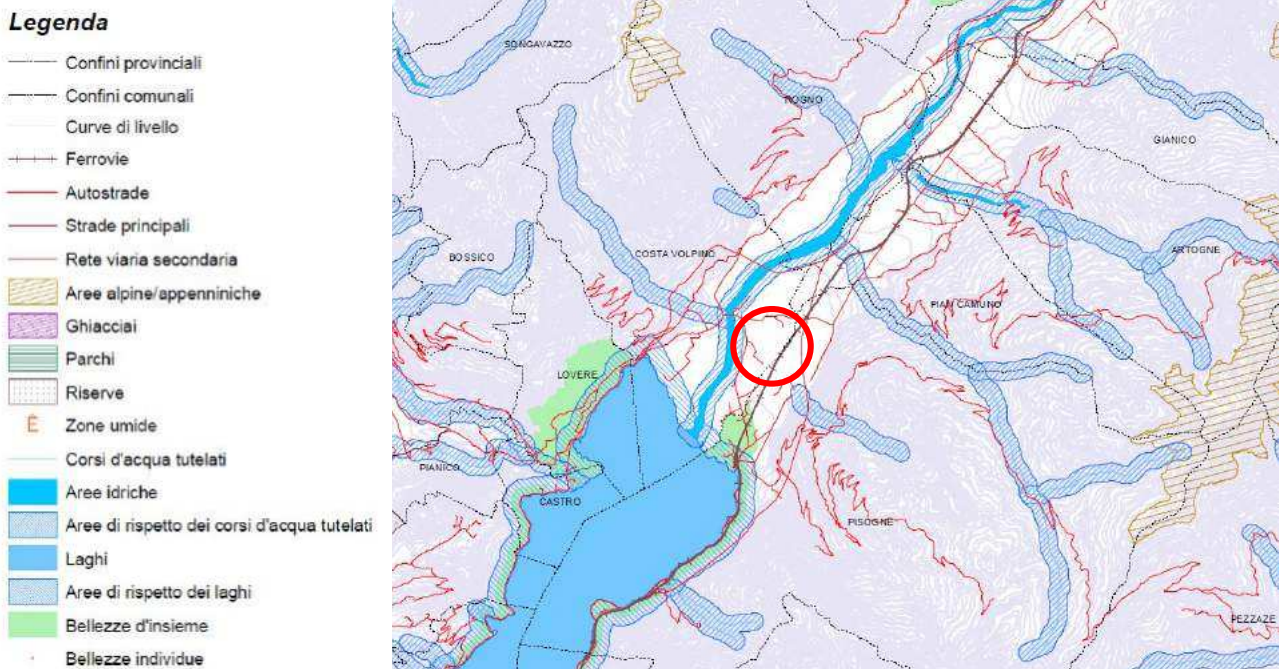 Legenda
Confini provinciali
Confini comunali
Curve di livello
Ferrovie
Autostrade
Strade principali
Rete viaria secondaria
Aree alpine/appenniniche
Ghiacciai
Parchi
Riserve
È Zone umide
Corsi d'acqua tutelati
Aree idriche
Aree di rispetto dei corsi d'acqua tutelati
Laghi
Aree di rispetto dei laghi
Bellezze d'insieme
Bellezze individue
SONGAVAZZO
ROGNO
GIANICO
BOSSICO
COSTA VOLPINO
ARTOGNE
PIAN CAMUNO
LOVERE
PIANICO
CASTRO
PISOGNE
PEZZAZE